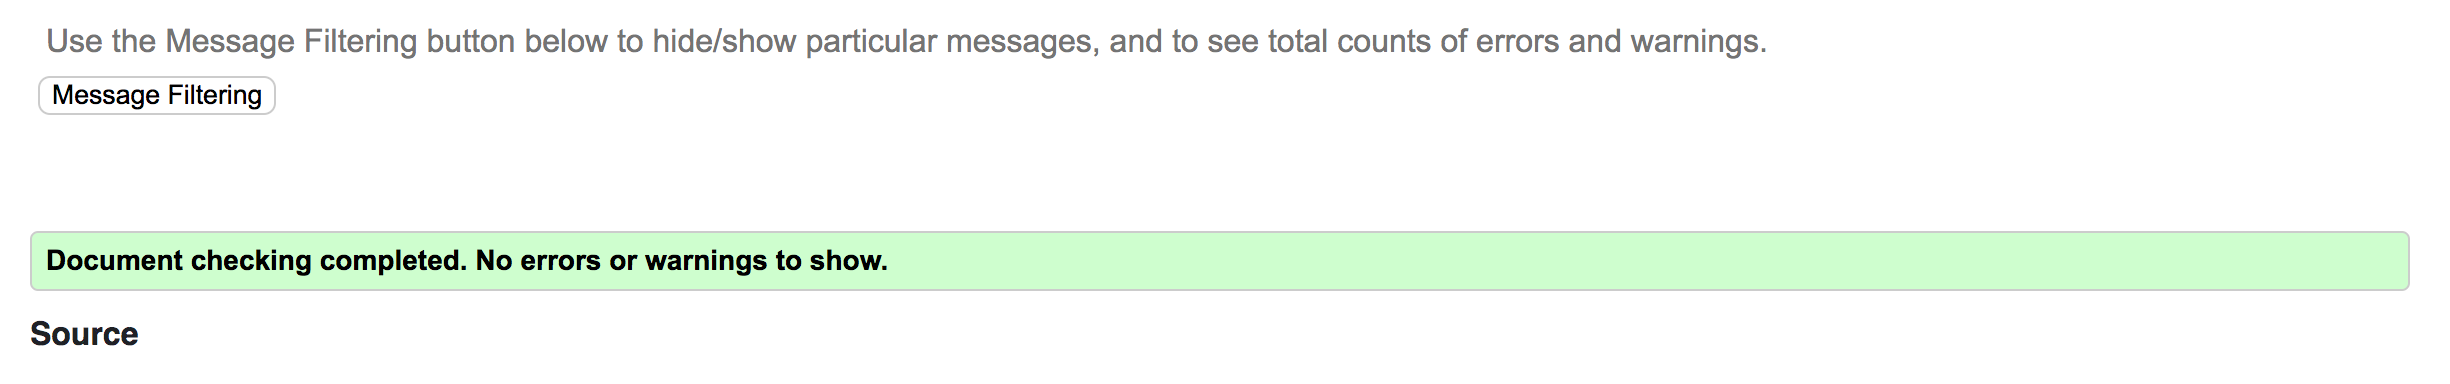 Use the Message Filtering button below to hide/show particular messages, and to see total counts of errors and warnings.
Message Filtering
Document checking completed. No errors or warnings to show.
Source